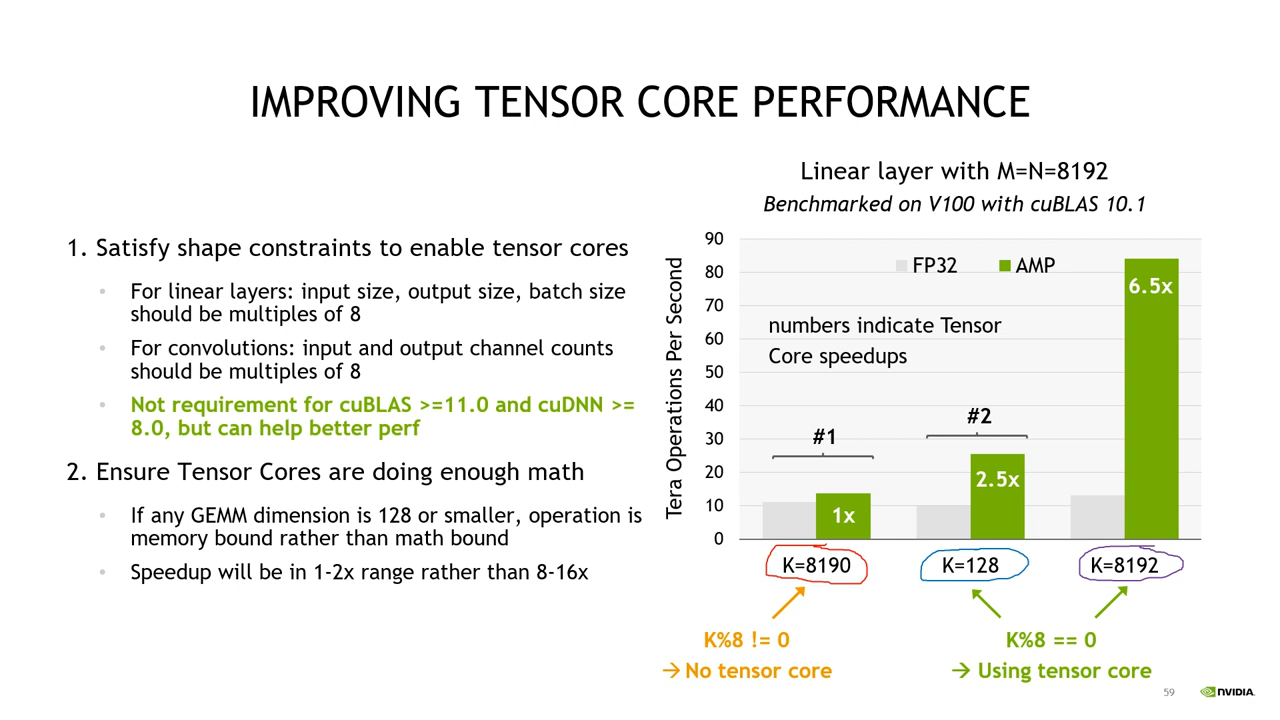 IMPROVING TENSOR CORE PERFORMANCE
1. Satisfy shape constraints to enable tensor cores
• For linear layers: input size, output size, batch size
should be multiples of 8
• For convolutions: input and output channel counts
should be multiples of 8
• Not requirement for cuBLAS >=11.0 and cuDNN >=
8.0, but can help better perf
2. Ensure Tensor Cores are doing enough math
• If any GEMM dimension is 128 or smaller, operation is
memory bound rather than math bound
• Speedup will be in 1-2x range rather than 8-16x
Linear layer with M=N=8192
Benchmarked on V100 with cuBLAS 10.1
Tera Operations Per Second
90
80
70
60
50
40
30
20
10
0
FP32 AMP
numbers indicate Tensor
Core speedups
#1
#2
1x
2.5x
6.5x
K=8190 K=128 K=8192
K%8 != 0
→ No tensor core
K%8 == 0
→ Using tensor core
59
NVIDIA.